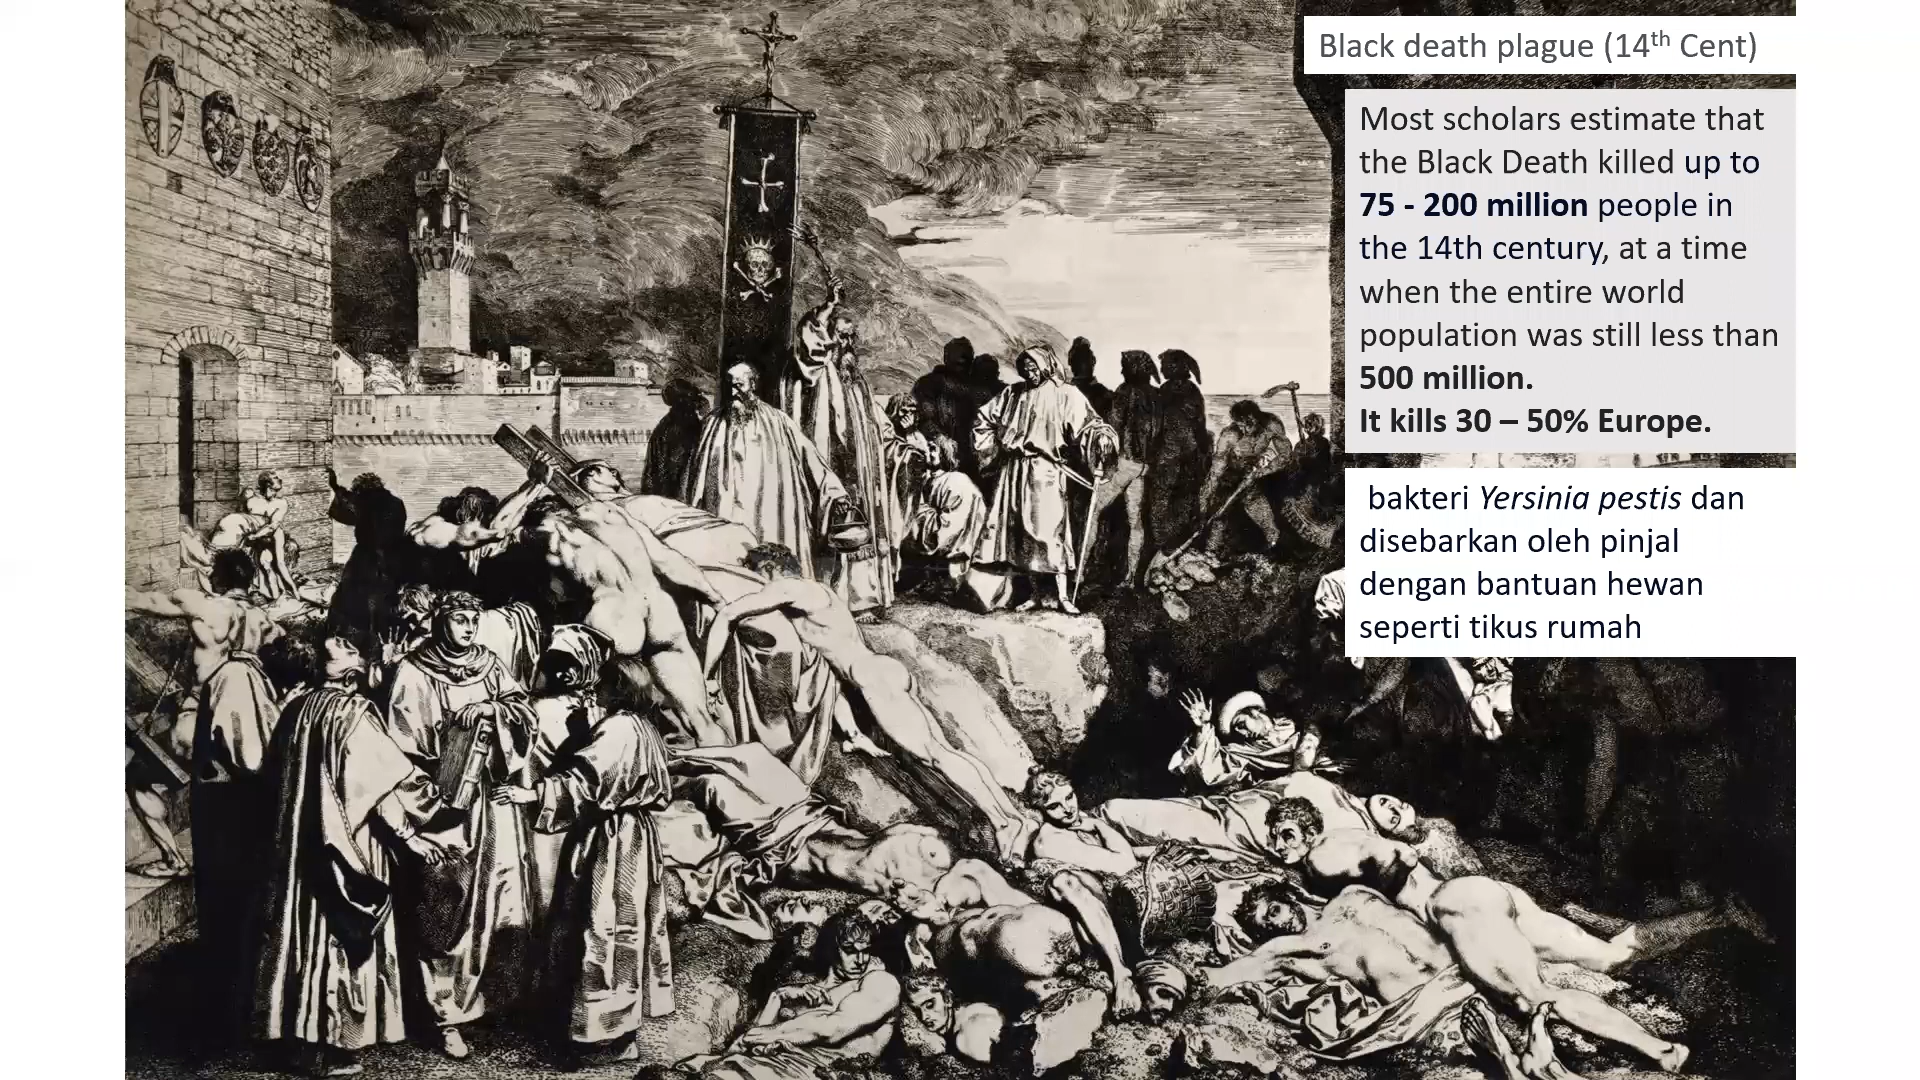 Black death plague (14th Cent)
Most scholars estimate that
the Black Death killed up to
75 - 200 million people in
the 14th century, at a time
when the entire world
population was still less than
500 million.
It kills 30 – 50% Europe.
bakteri Yersinia pestis dan
disebarkan oleh pinjal
dengan bantuan hewan
seperti tikus rumah